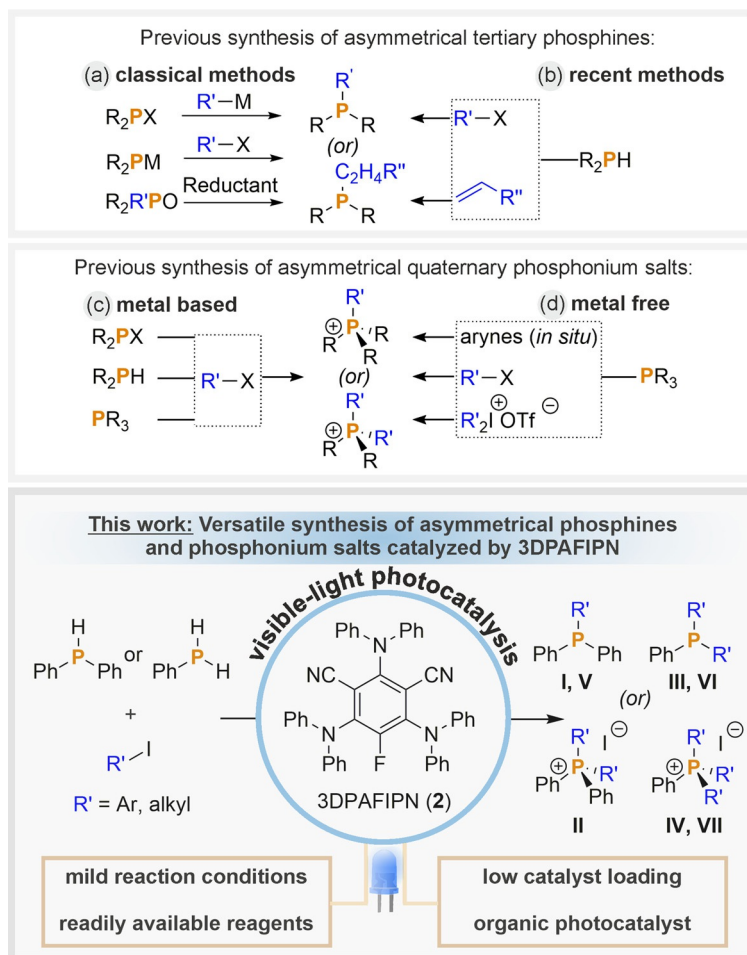 Previous synthesis of asymmetrical tertiary phosphines:
(a) classical methods
(b) recent methods
R₂PX
R'–M
R₂PM
R'–X
R₂R'PO
Reductant
R'
P
R R
(or)
C₂H₄R''
P
R R
R'–X
R''
R₂PH
Previous synthesis of asymmetrical quaternary phosphonium salts:
(c) metal based
(d) metal free
R₂PX
R₂PH
PR₃
R'–X
R'
⊕P
R R
R
(or)
R'
⊕P
R R'
R
arynes (in situ)
R'–X
R'₂I⊕ OTf⊖
PR₃
This work: Versatile synthesis of asymmetrical phosphines
and phosphonium salts catalyzed by 3DPAFIPN
visible-light photocatalysis
H
P
Ph Ph
or
H
P
Ph H
+
R' I
R' = Ar, alkyl
Ph N Ph
NC CN
Ph N N Ph
Ph F Ph
3DPAFIPN (2)
R'
P
Ph Ph
I, V
R'
P
Ph R'
III, VI
(or)
R' I⊖
⊕P
Ph R'
Ph
II
R' I⊖
⊕P
Ph R'
R'
IV, VII
mild reaction conditions
readily available reagents
low catalyst loading
organic photocatalyst